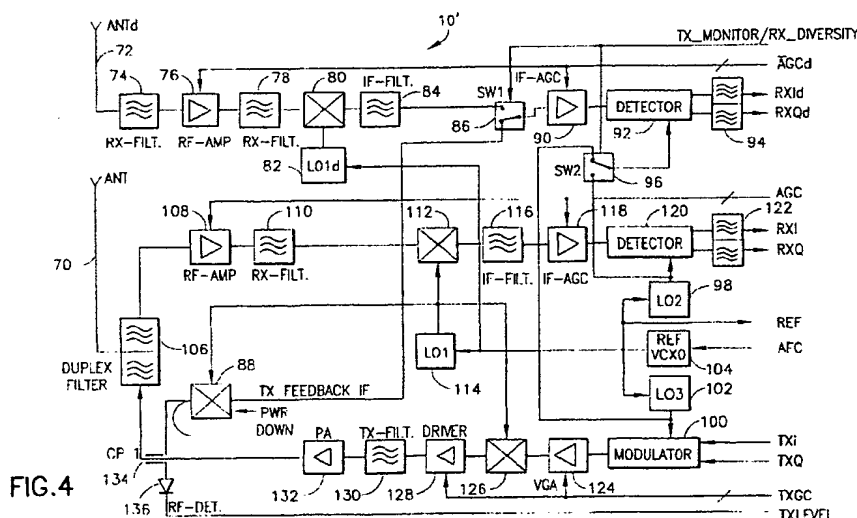 10'
TX_MONITOR/RX_DIVERSITY
ANTd
72
74
76
78
80
IF-FILT.
84
SW1
86
IF-AGC
AGCd
RX-FILT.
RF-AMP
RX-FILT.
82
LO1d
90
DETECTOR
92
94
RXId
RXQd
SW2
96
ANT
70
108
110
112
116
118
120
122
AGC
RF-AMP
RX-FILT.
IF-FILT.
IF-AGC
DETECTOR
RXI
RXQ
LO2
98
REF
106
DUPLEX
FILTER
88
LO1
114
REF
VCXO
104
AFC
TX FEEDBACK IF
PWR
DOWN
LO3
102
100
CP 1
134
PA
TX-FILT.
DRIVER
MODULATOR
TXi
TXQ
132
130
128
126
VGA
124
136
RF-DET.
TXGC
TXLEVEL
FIG.4